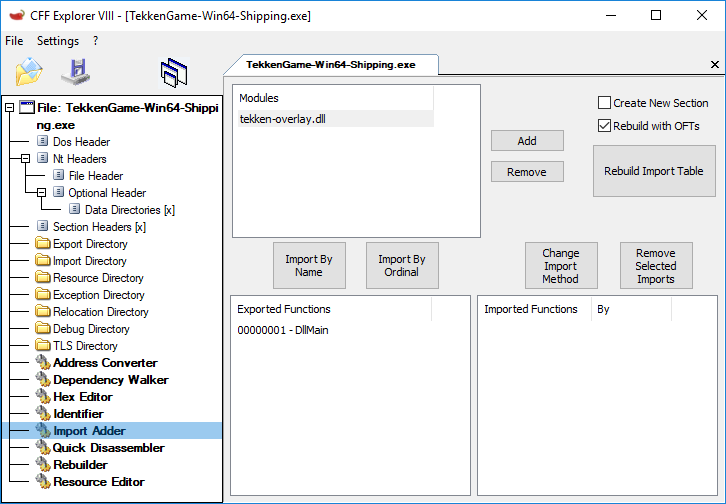 CFF Explorer VIII - [TekkenGame-Win64-Shipping.exe]
File Settings ?
TekkenGame-Win64-Shipping.exe
File: TekkenGame-Win64-Shippi
ng.exe
Dos Header
Nt Headers
File Header
Optional Header
Data Directories [x]
Section Headers [x]
Export Directory
Import Directory
Resource Directory
Exception Directory
Relocation Directory
Debug Directory
TLS Directory
Address Converter
Dependency Walker
Hex Editor
Identifier
Import Adder
Quick Disassembler
Rebuilder
Resource Editor
Modules
tekken-overlay.dll
Add
Remove
Create New Section
Rebuild with OFTs
Rebuild Import Table
Import By
Name
Import By
Ordinal
Change
Import
Method
Remove
Selected
Imports
Exported Functions
00000001 - DllMain
Imported Functions By